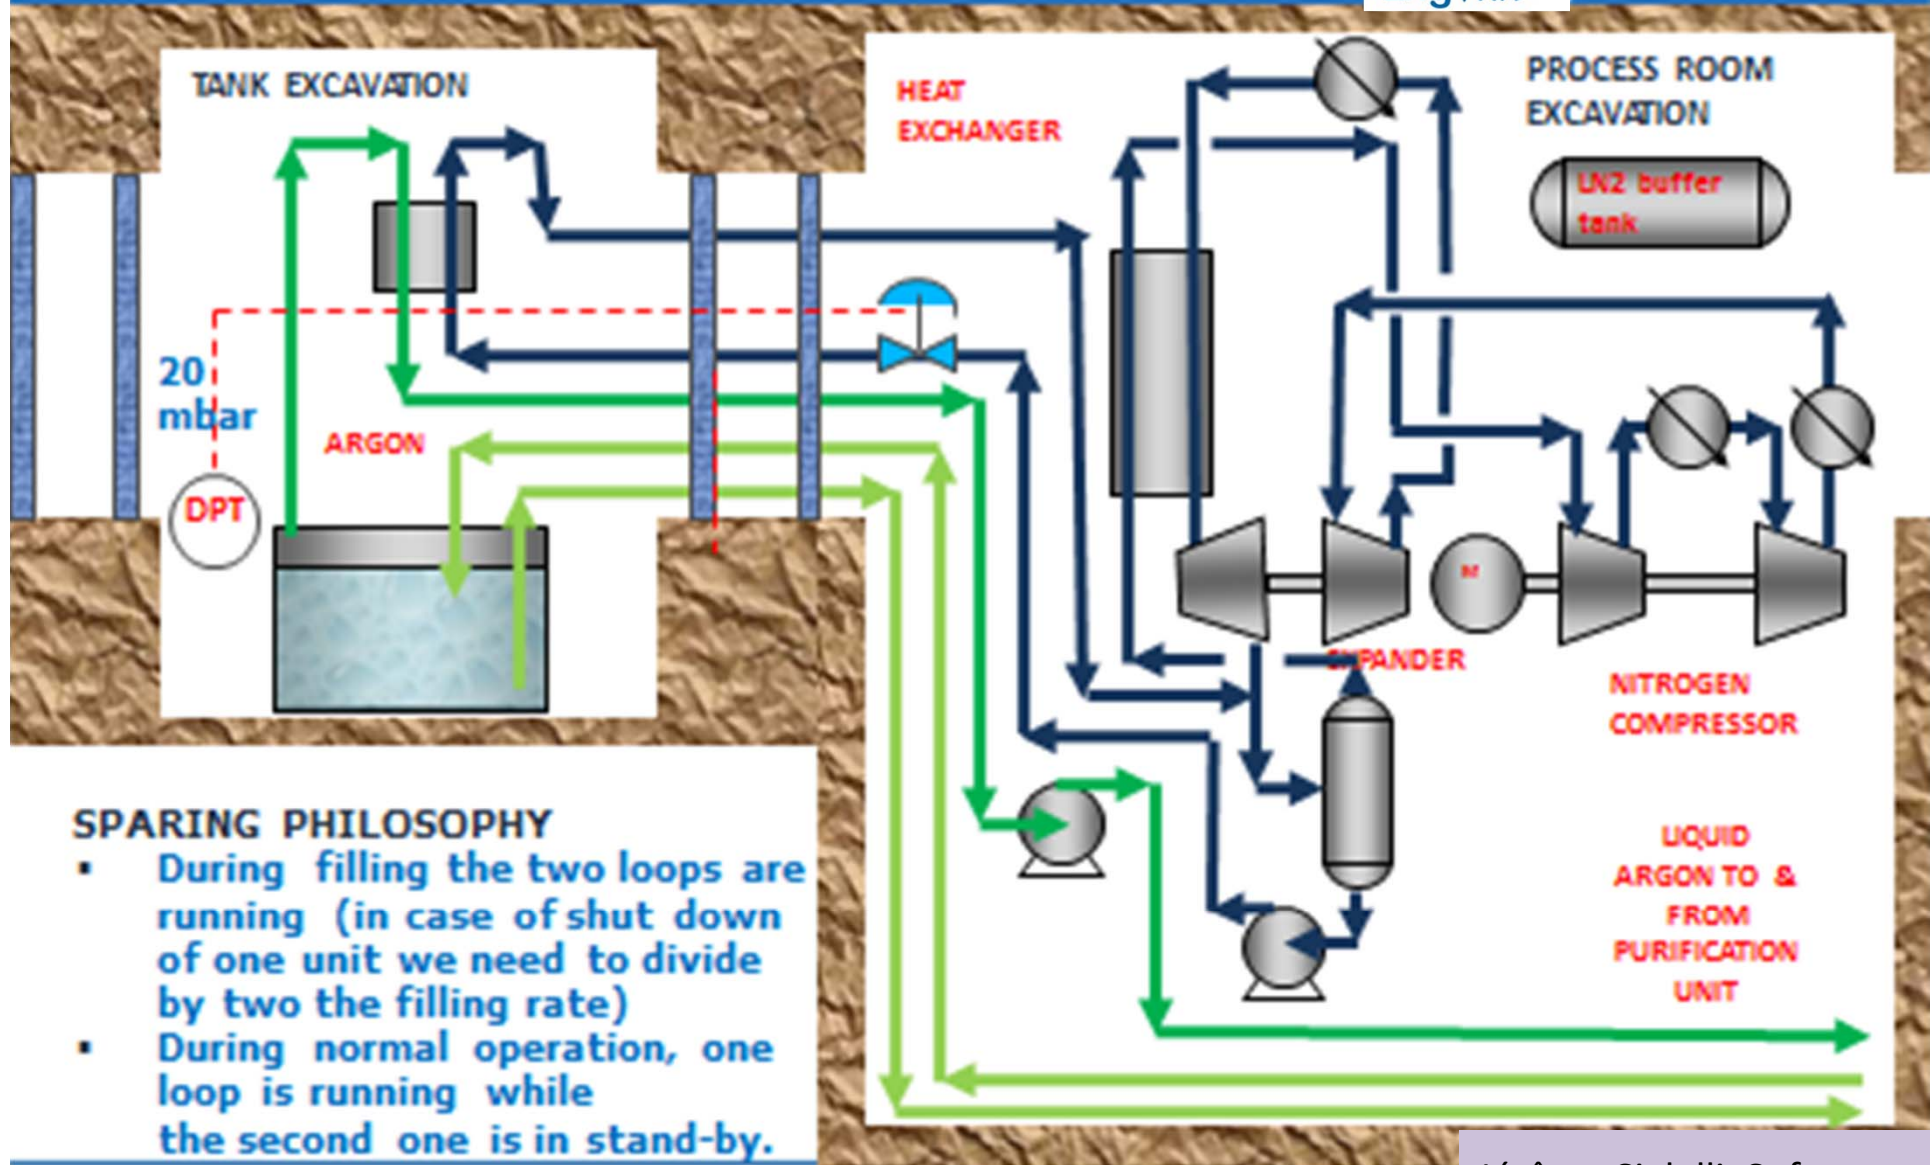 TANK EXCAVATION
HEAT
EXCHANGER
PROCESS ROOM
EXCAVATION
LN2 buffer
tank
20
mbar
ARGON
DPT
M
EXPANDER
NITROGEN
COMPRESSOR
SPARING PHILOSOPHY
▪ During filling the two loops are
running (in case of shut down
of one unit we need to divide
by two the filling rate)
▪ During normal operation, one
loop is running while
the second one is in stand-by.
LIQUID
ARGON TO &
FROM
PURIFICATION
UNIT